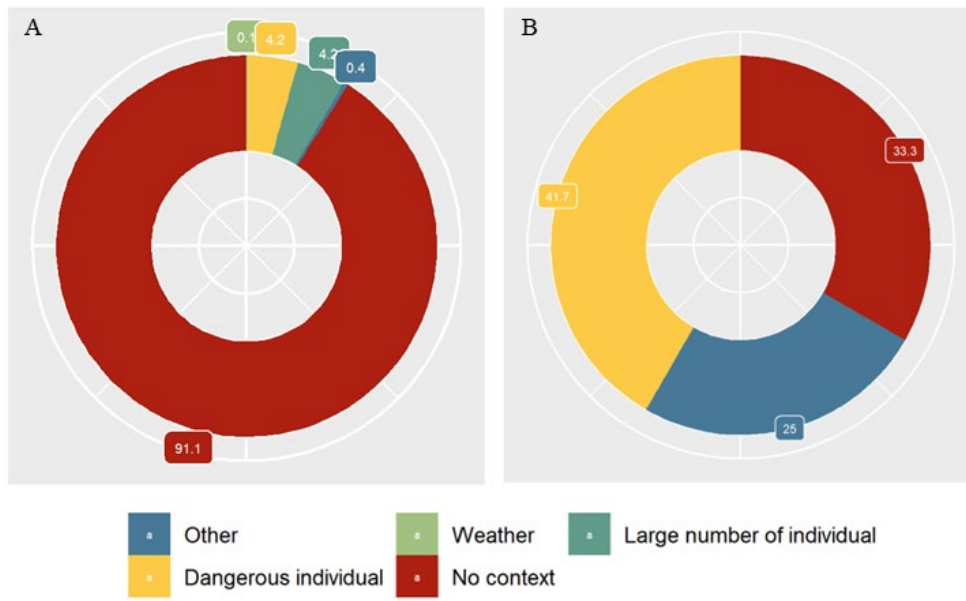 A
0.1
4.2
4.2
0.4
91.1
B
33.3
41.7
25
a Other
a Weather
a Large number of individual
a Dangerous individual
a No context